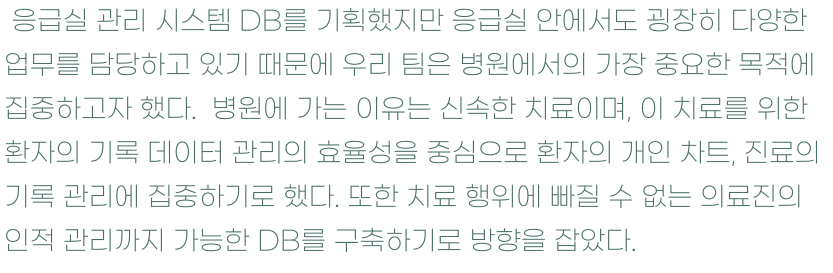 응급실 관리 시스템 DB를 기획했지만 응급실 안에서도 굉장히 다양한
업무를 담당하고 있기 때문에 우리 팀은 병원에서의 가장 중요한 목적에
집중하고자 했다. 병원에 가는 이유는 신속한 치료이며, 이 치료를 위한
환자의 기록 데이터 관리의 효율성을 중심으로 환자의 개인 차트, 진료의
기록 관리에 집중하기로 했다. 또한 치료 행위에 빠질 수 없는 의료진의
인적 관리까지 가능한 DB를 구축하기로 방향을 잡았다.